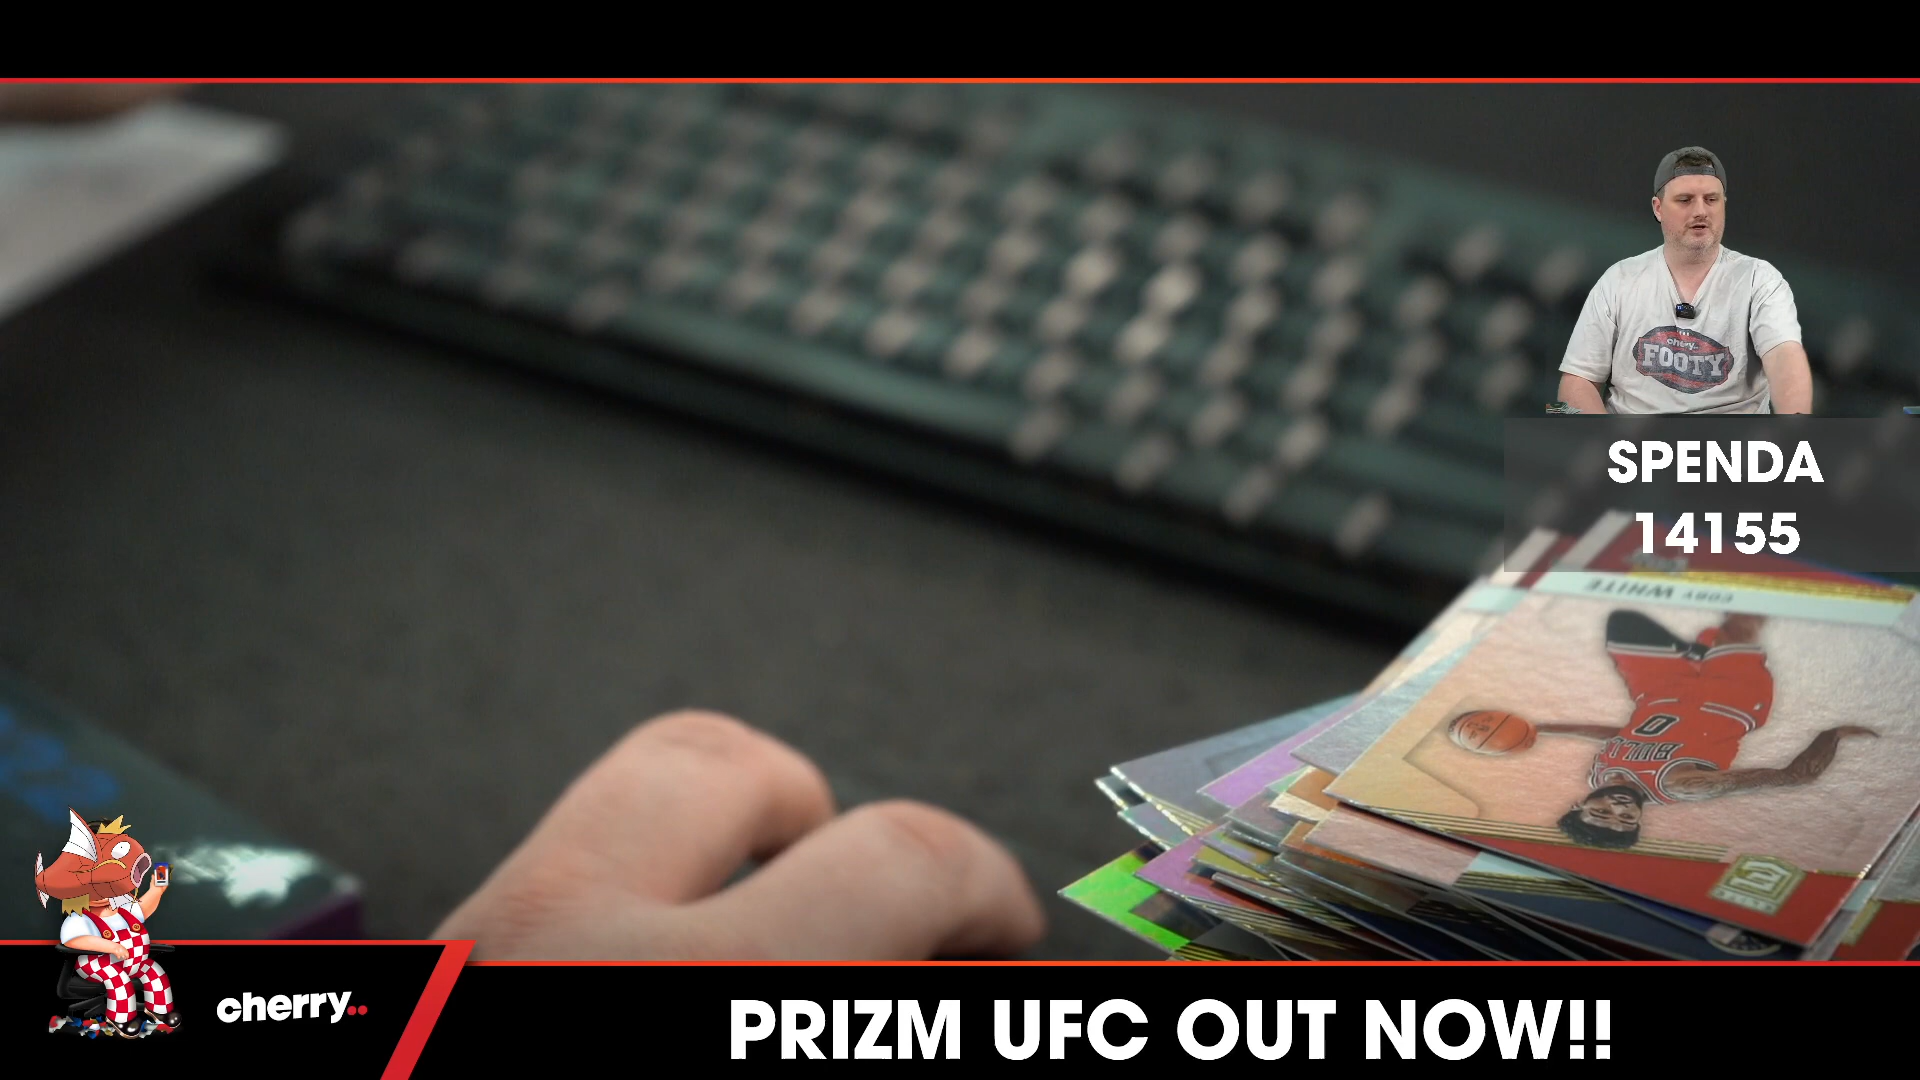 cherry..
FOOTY
SPENDA
14155
COBY WHITE
BULLS
0
cherry..
PRIZM UFC OUT NOW!!